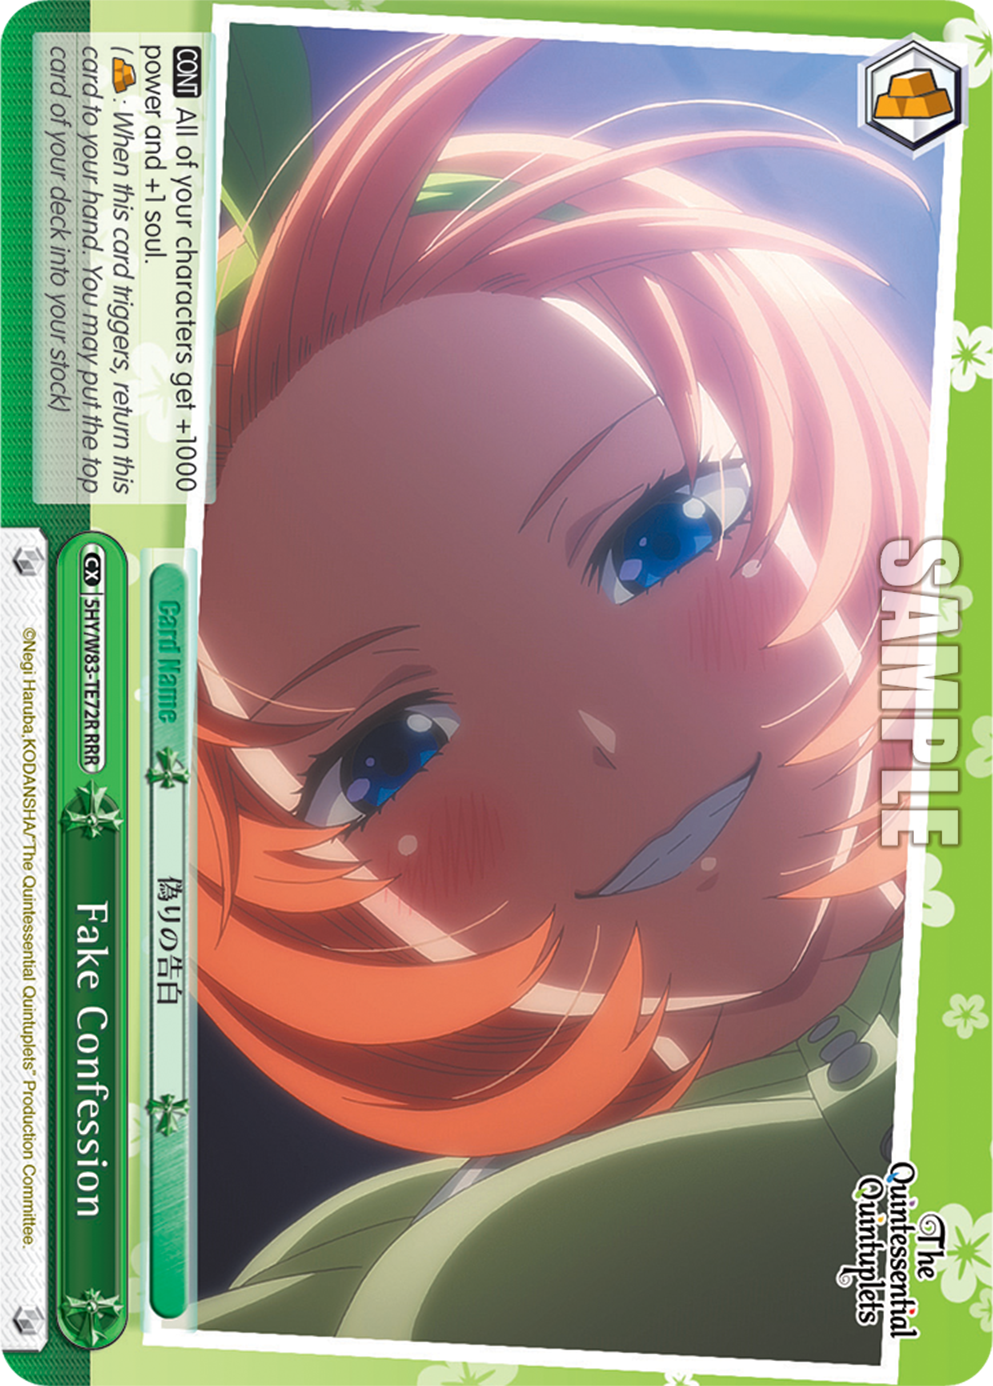 CONT All of your characters get +1000
power and +1 soul.
( : When this card triggers, return this
card to your hand. You may put the top
card of your deck into your stock)
SAMPLE
The
Quintessential
Quintuplets
Card Name
偽りの告白
CX 5HY/W83-TE72R RRR
Fake Confession
©Negi Haruba,KODANSHA/"The Quintessential Quintuplets" Production Committee.